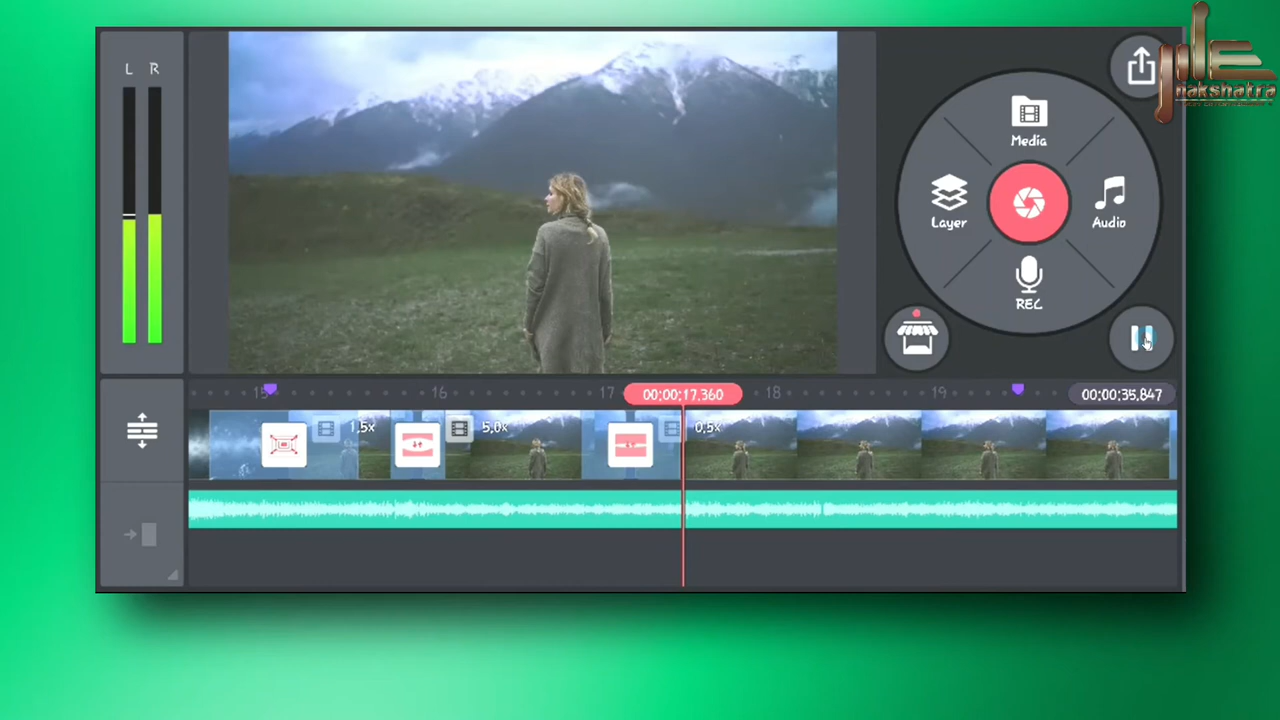 L R
Media
Layer
Audio
REC
15 16 17 00;00;17,360 18 19 00;00;35,847
1,5x 5,0x 0,5x
nakshatra